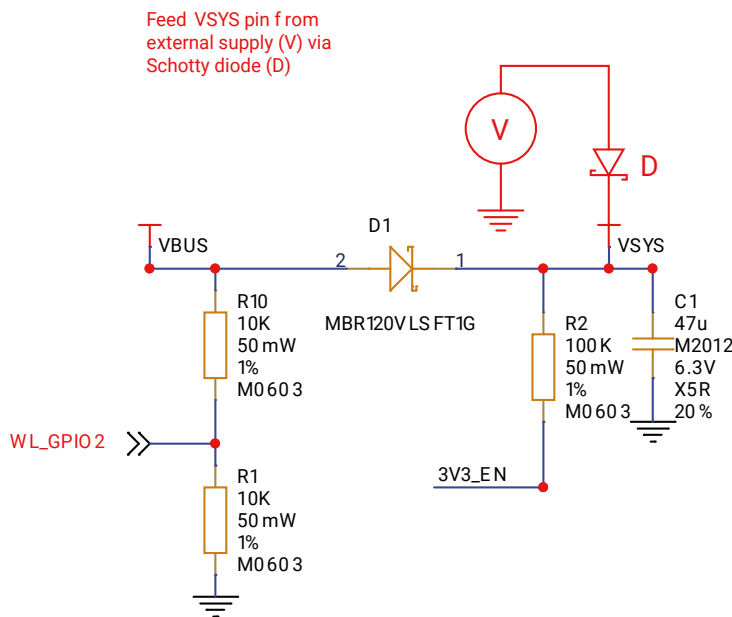 Feed VSYS pin from
external supply (V) via
Schotty diode (D)
V
D
D1
VBUS
VSYS
2
1
R10
10K
50mW
1%
M0603
MBR120VLSFT1G
R2
100K
50mW
1%
M0603
C1
47u
M2012
6.3V
X5R
20%
WL_GPIO2
3V3_EN
R1
10K
50mW
1%
M0603